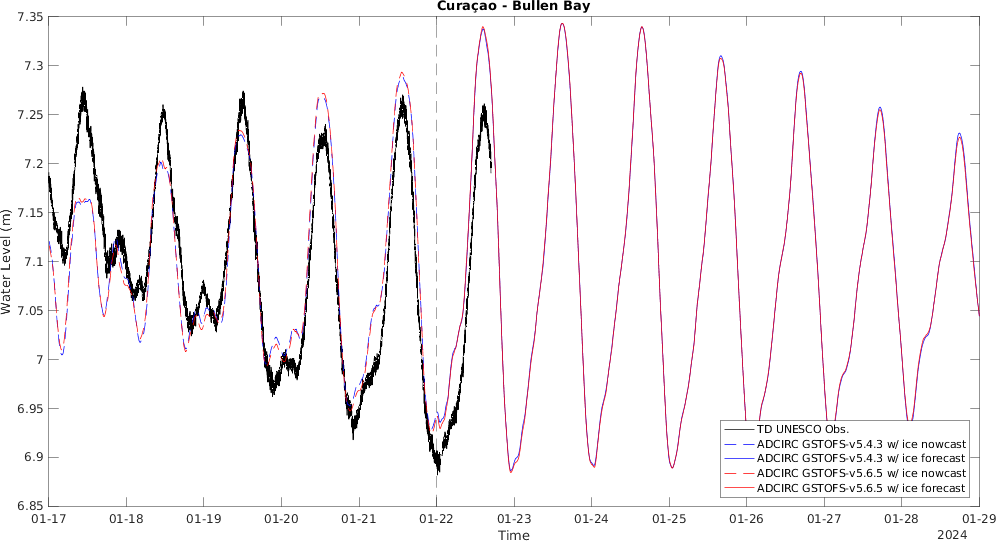 Curaçao - Bullen Bay
Water Level (m)
7.35
7.3
7.25
7.2
7.15
7.1
7.05
7
6.95
6.9
6.85
TD UNESCO Obs.
ADCIRC GSTOFS-v5.4.3 w/ ice nowcast
ADCIRC GSTOFS-v5.4.3 w/ ice forecast
ADCIRC GSTOFS-v5.6.5 w/ ice nowcast
ADCIRC GSTOFS-v5.6.5 w/ ice forecast
01-17 01-18 01-19 01-20 01-21 01-22 01-23 01-24 01-25 01-26 01-27 01-28 01-29
Time
2024